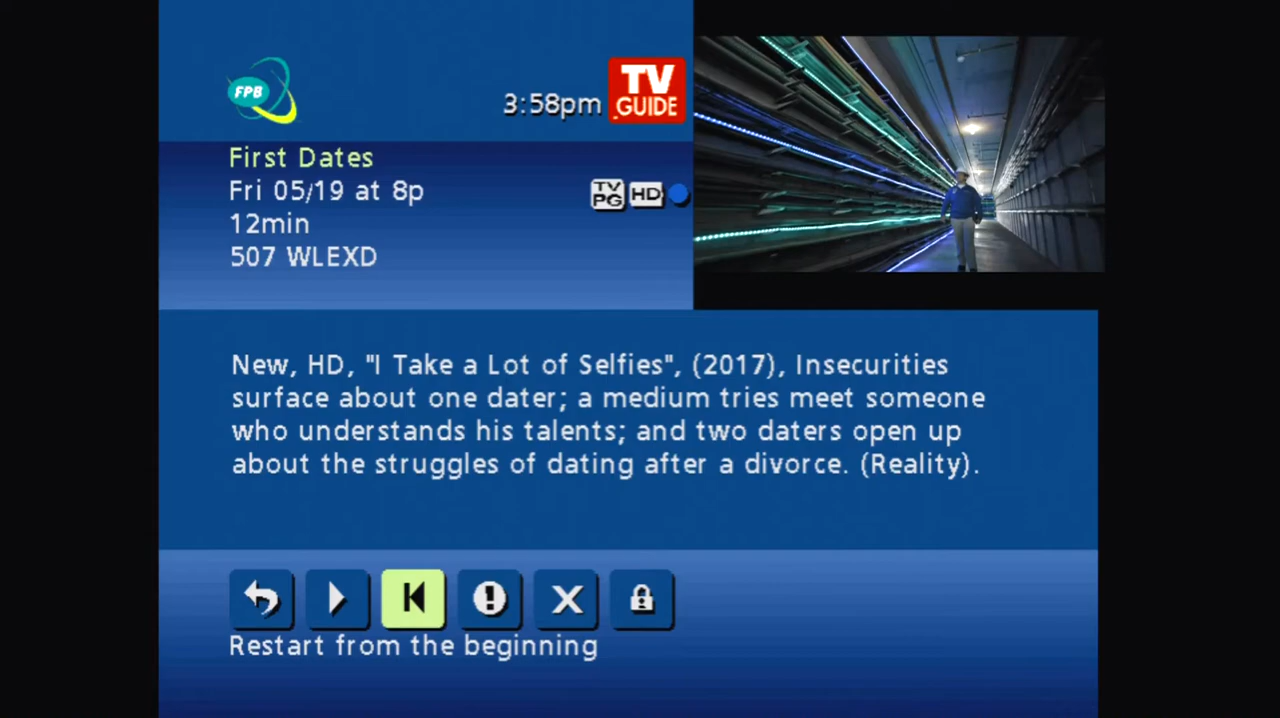 FPB
3:58pm
TV
GUIDE
First Dates
Fri 05/19 at 8p
TV
PG
HD
12min
507 WLEXD
New, HD, "I Take a Lot of Selfies", (2017), Insecurities
surface about one dater; a medium tries meet someone
who understands his talents; and two daters open up
about the struggles of dating after a divorce. (Reality).
Restart from the beginning